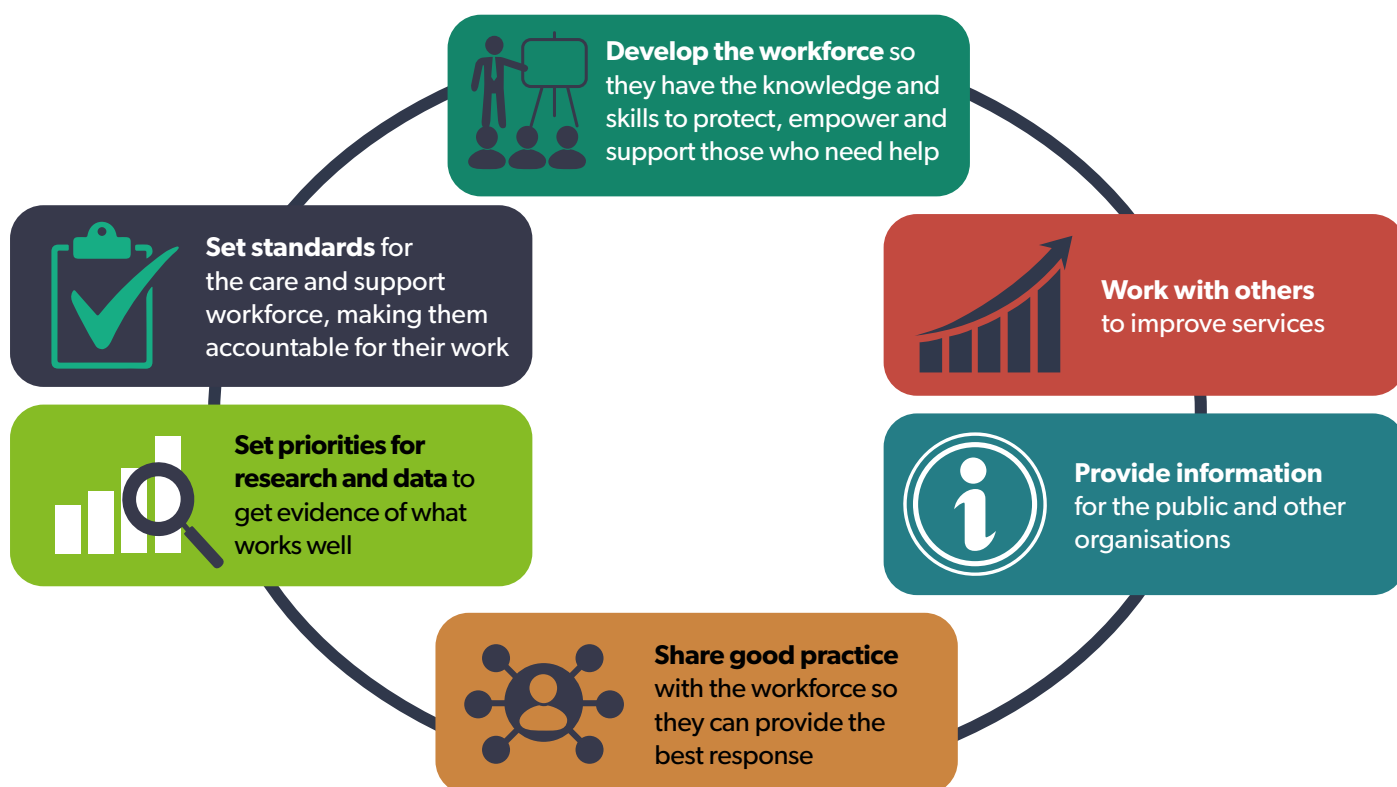 Develop the workforce so
they have the knowledge and
skills to protect, empower and
support those who need help
Set standards for
the care and support
workforce, making them
accountable for their work
Work with others
to improve services
Set priorities for
research and data to
get evidence of what
works well
Provide information
for the public and other
organisations
Share good practice
with the workforce so
they can provide the
best response